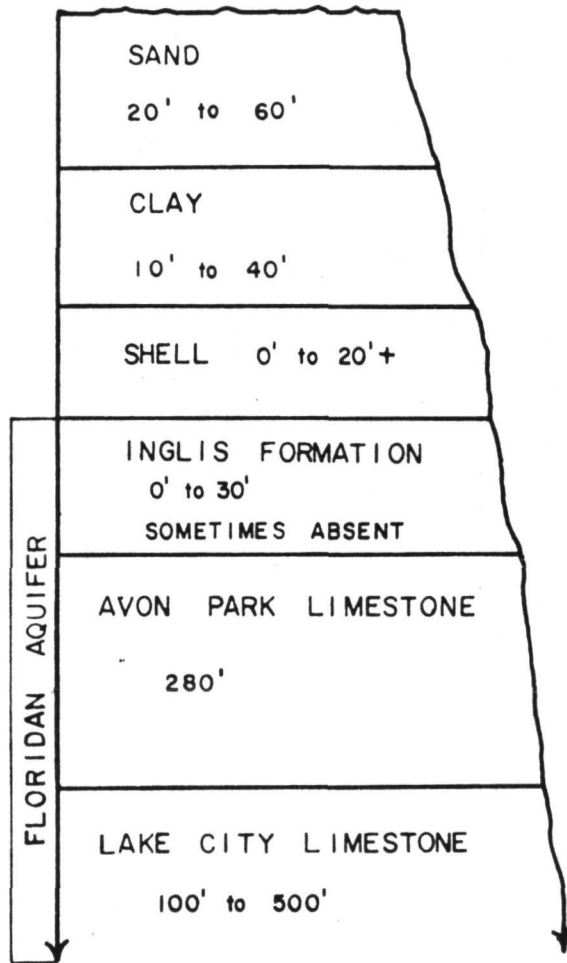 SAND
20' to 60'
CLAY
10' to 40'
SHELL 0' to 20'+
INGLIS FORMATION
0' to 30'
SOMETIMES ABSENT
AVON PARK LIMESTONE
280'
LAKE CITY LIMESTONE
100' to 500'
FLORIDAN AQUIFER